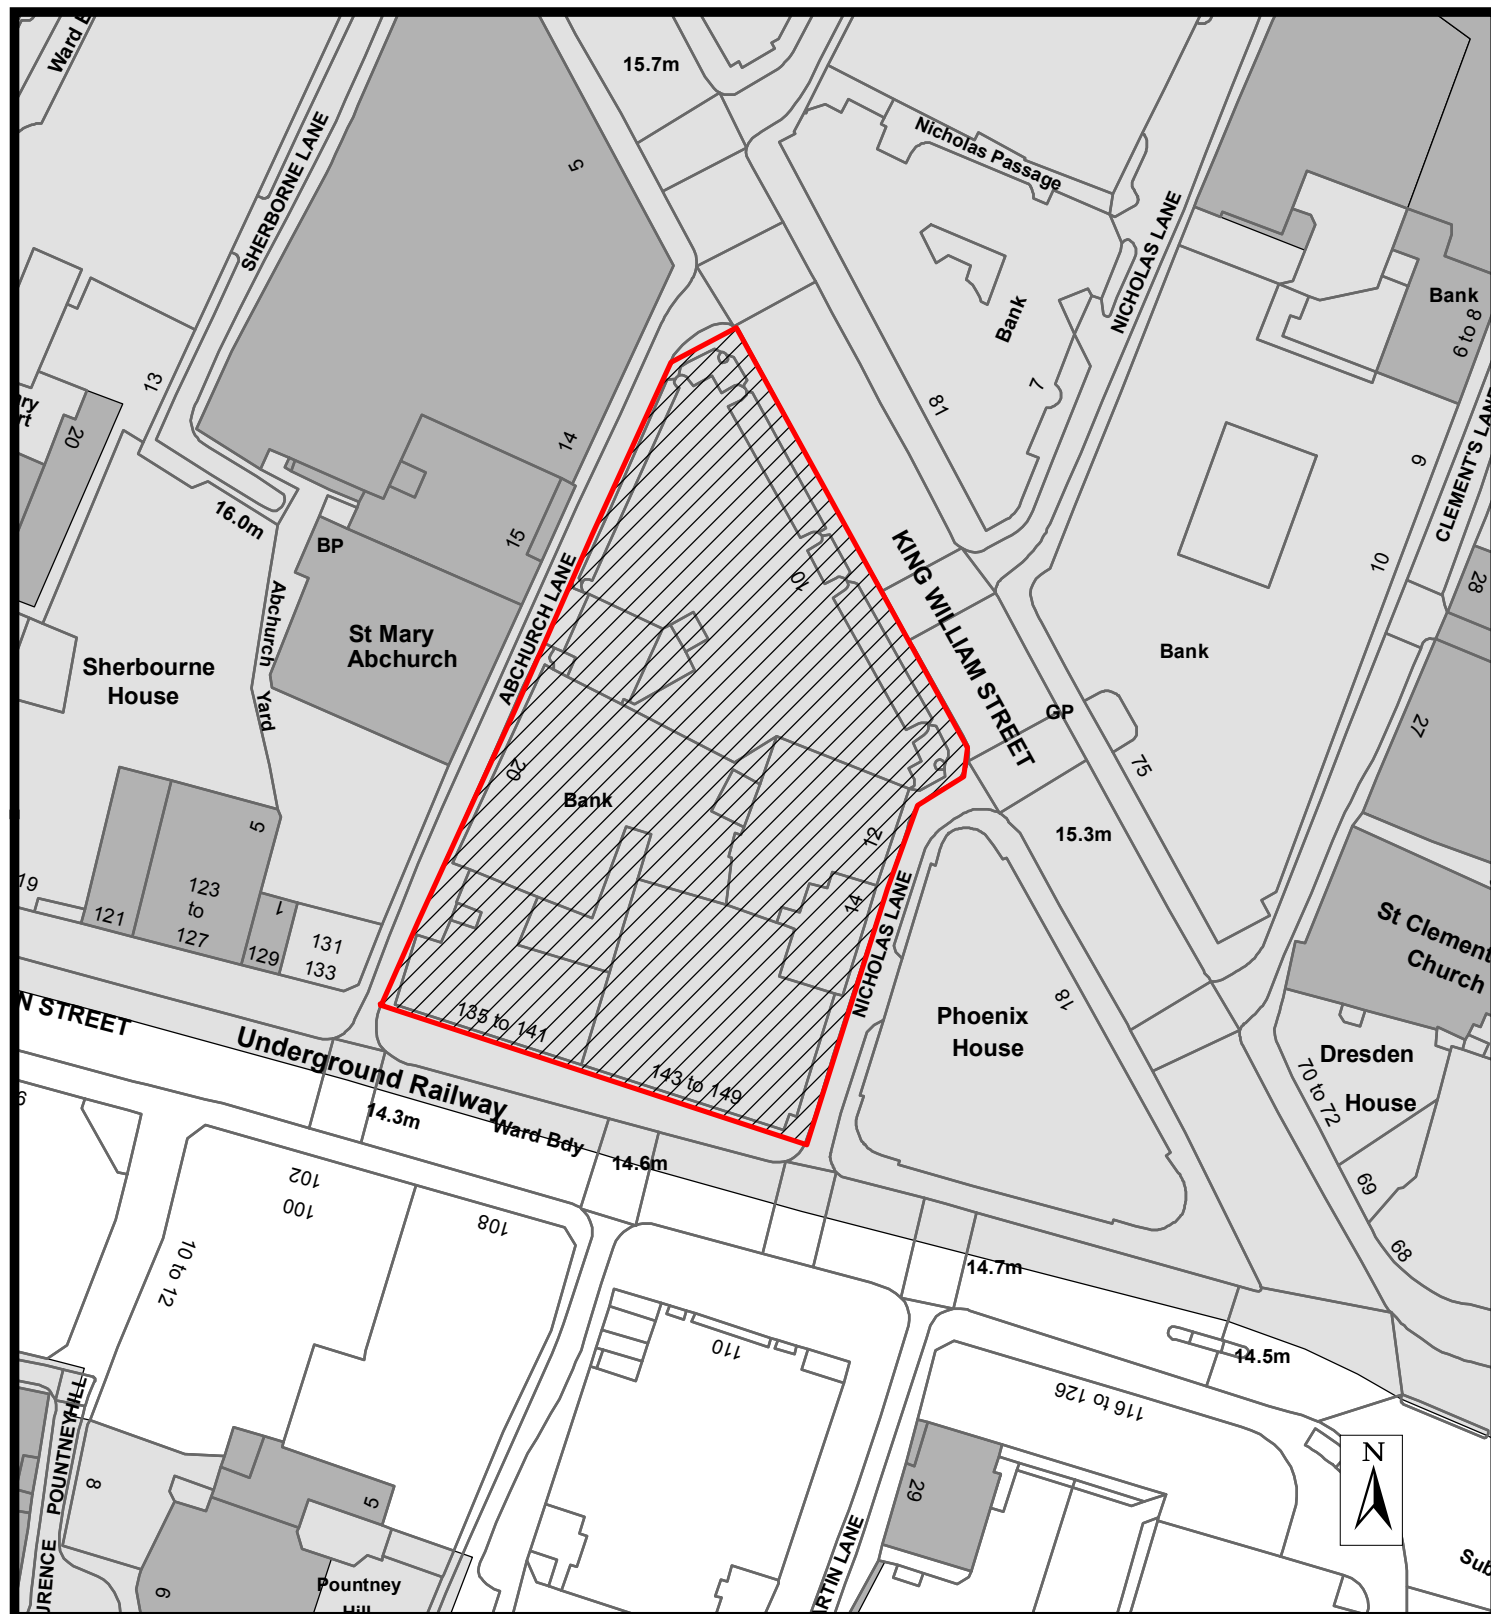 15.7m
SHERBORNE LANE
5
Nicholas Passage
NICHOLAS LANE
Bank
Bank
9 to 8
13
20
14
7
81
6
CLEMENT'S LANE
16.0m
BP
15
Abchurch Yard
ABCHURCH LANE
10
KING WILLIAM STREET
10
28
St Mary
Abchurch
Sherbourne
House
Bank
GP
27
75
20
Bank
12
15.3m
5
19
121
123
to
127
1
129
131
133
14
NICHOLAS LANE
St Clement
Church
N STREET
Underground Railway
135 to 141
143 to 149
Phoenix
House
18
Dresden
House
70 to 72
14.3m
Ward Bdy
14.6m
69
68
102
100
108
10 to 12
14.7m
110
14.5m
116 to 126
POUNTNEY HILL
8
5
9
29
N
Pountney
Hill
URENCE
ARTIN LANE
Sub